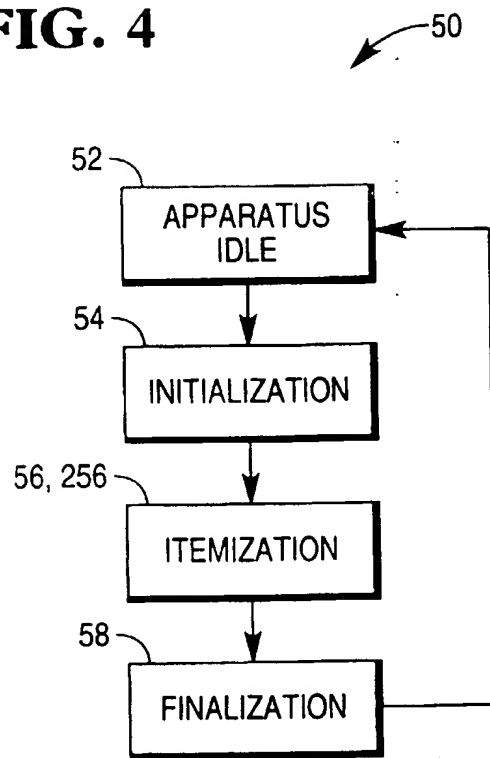 FIG. 4
50
52
APPARATUS
IDLE
54
INITIALIZATION
56, 256
ITEMIZATION
58
FINALIZATION